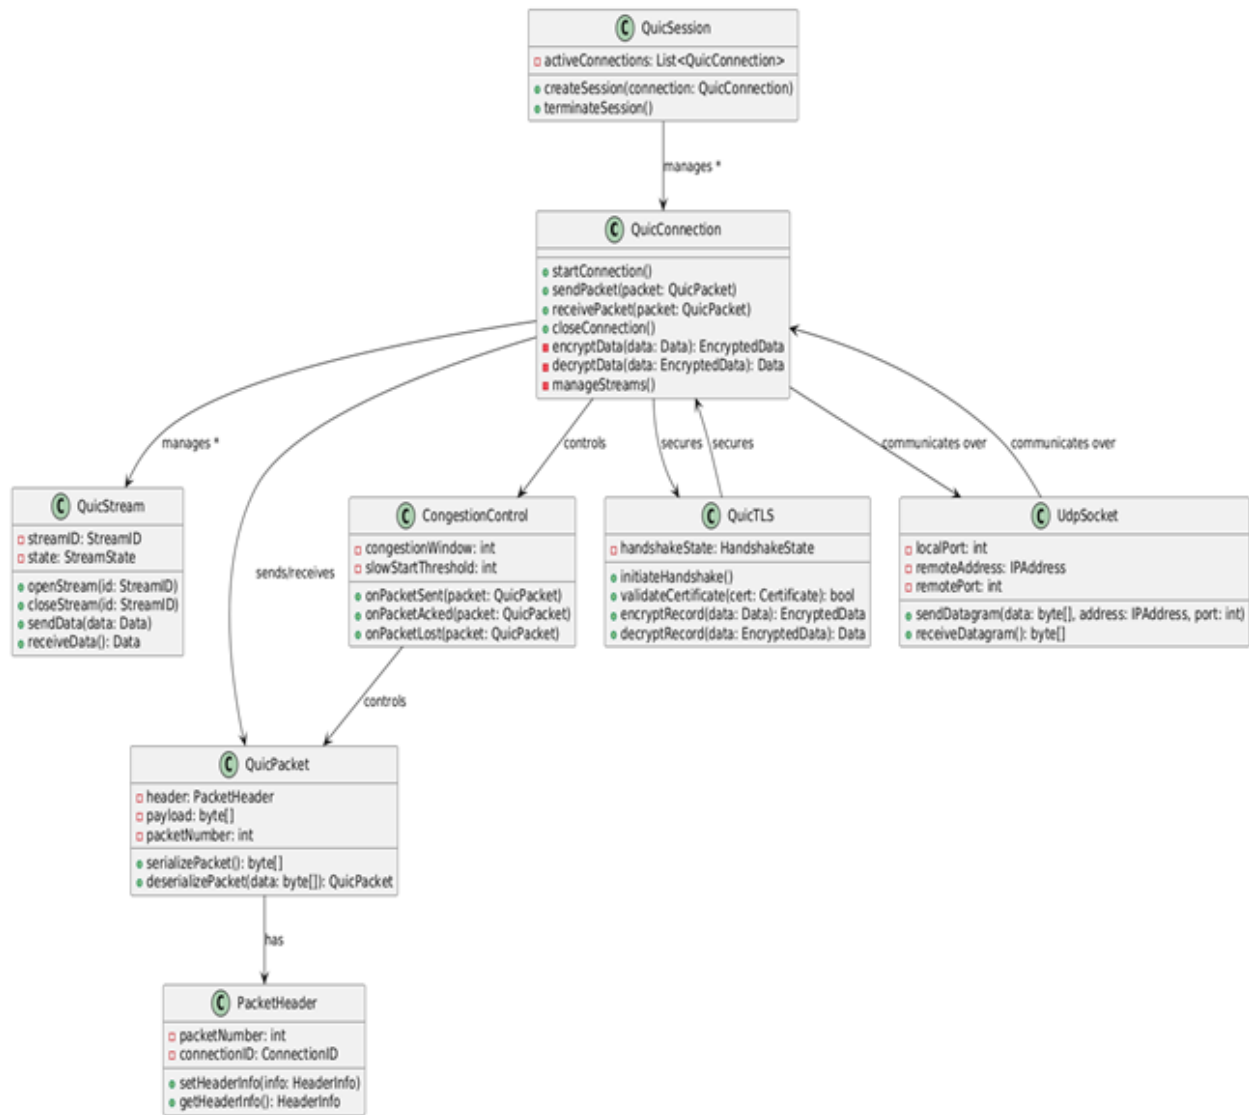 C QuicSession
activeConnections: List<QuicConnection>
createSession(connection: QuicConnection)
terminateSession()
manages *
C QuicConnection
startConnection()
sendPacket(packet: QuicPacket)
receivePacket(packet: QuicPacket)
closeConnection()
encryptData(data: Data): EncryptedData
decryptData(data: EncryptedData): Data
manageStreams()
manages *
controls
secures
secures
communicates over
communicates over
C QuicStream
streamID: StreamID
state: StreamState
openStream(id: StreamID)
closeStream(id: StreamID)
sendData(data: Data)
receiveData(): Data
sends/receives
C CongestionControl
congestionWindow: int
slowStartThreshold: int
onPacketSent(packet: QuicPacket)
onPacketAcked(packet: QuicPacket)
onPacketLost(packet: QuicPacket)
C QuicTLS
handshakeState: HandshakeState
initiateHandshake()
validateCertificate(cert: Certificate): bool
encryptRecord(data: Data): EncryptedData
decryptRecord(data: EncryptedData): Data
C UdpSocket
localPort: int
remoteAddress: IPAddress
remotePort: int
sendDatagram(data: byte[], address: IPAddress, port: int)
receiveDatagram(): byte[]
controls
C QuicPacket
header: PacketHeader
payload: byte[]
packetNumber: int
serializePacket(): byte[]
deserializePacket(data: byte[]): QuicPacket
has
C PacketHeader
packetNumber: int
connectionID: ConnectionID
setHeaderInfo(info: HeaderInfo)
getHeaderInfo(): HeaderInfo